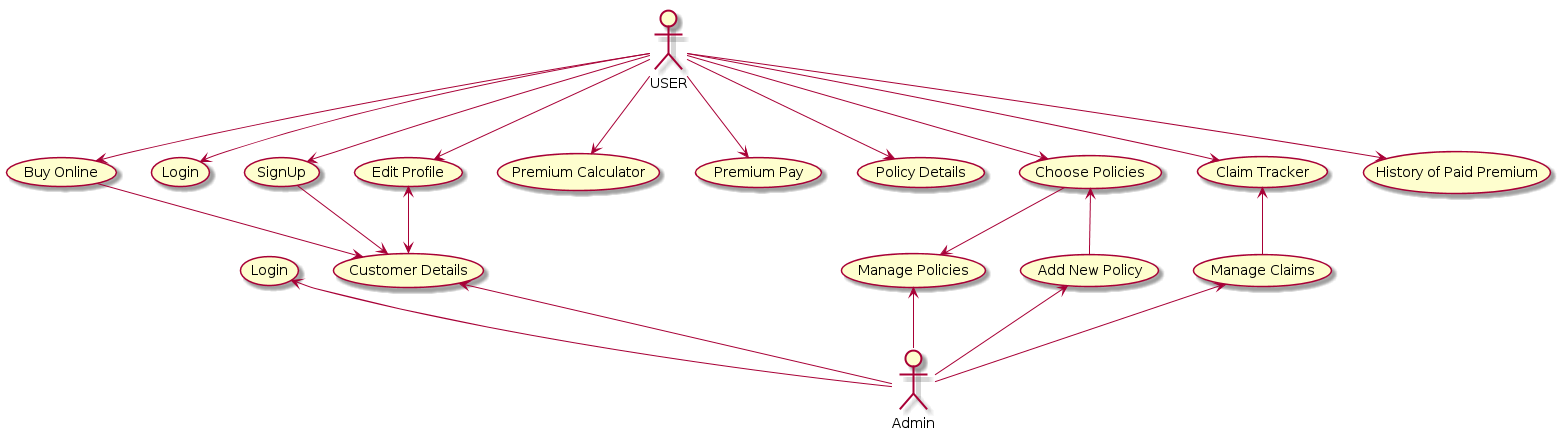 USER
Buy Online
Login
SignUp
Edit Profile
Premium Calculator
Premium Pay
Policy Details
Choose Policies
Claim Tracker
History of Paid Premium
Login
Customer Details
Manage Policies
Add New Policy
Manage Claims
Admin